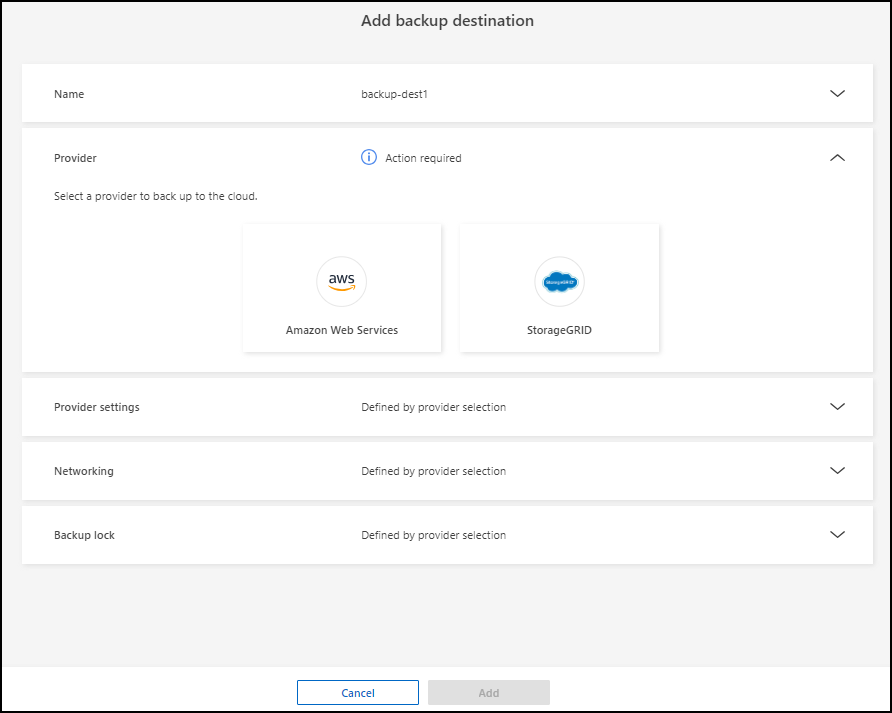 Add backup destination
Name backup-dest1
Provider Action required
Select a provider to back up to the cloud.
aws StorageGRID
Amazon Web Services StorageGRID
Provider settings Defined by provider selection
Networking Defined by provider selection
Backup lock Defined by provider selection
Cancel Add